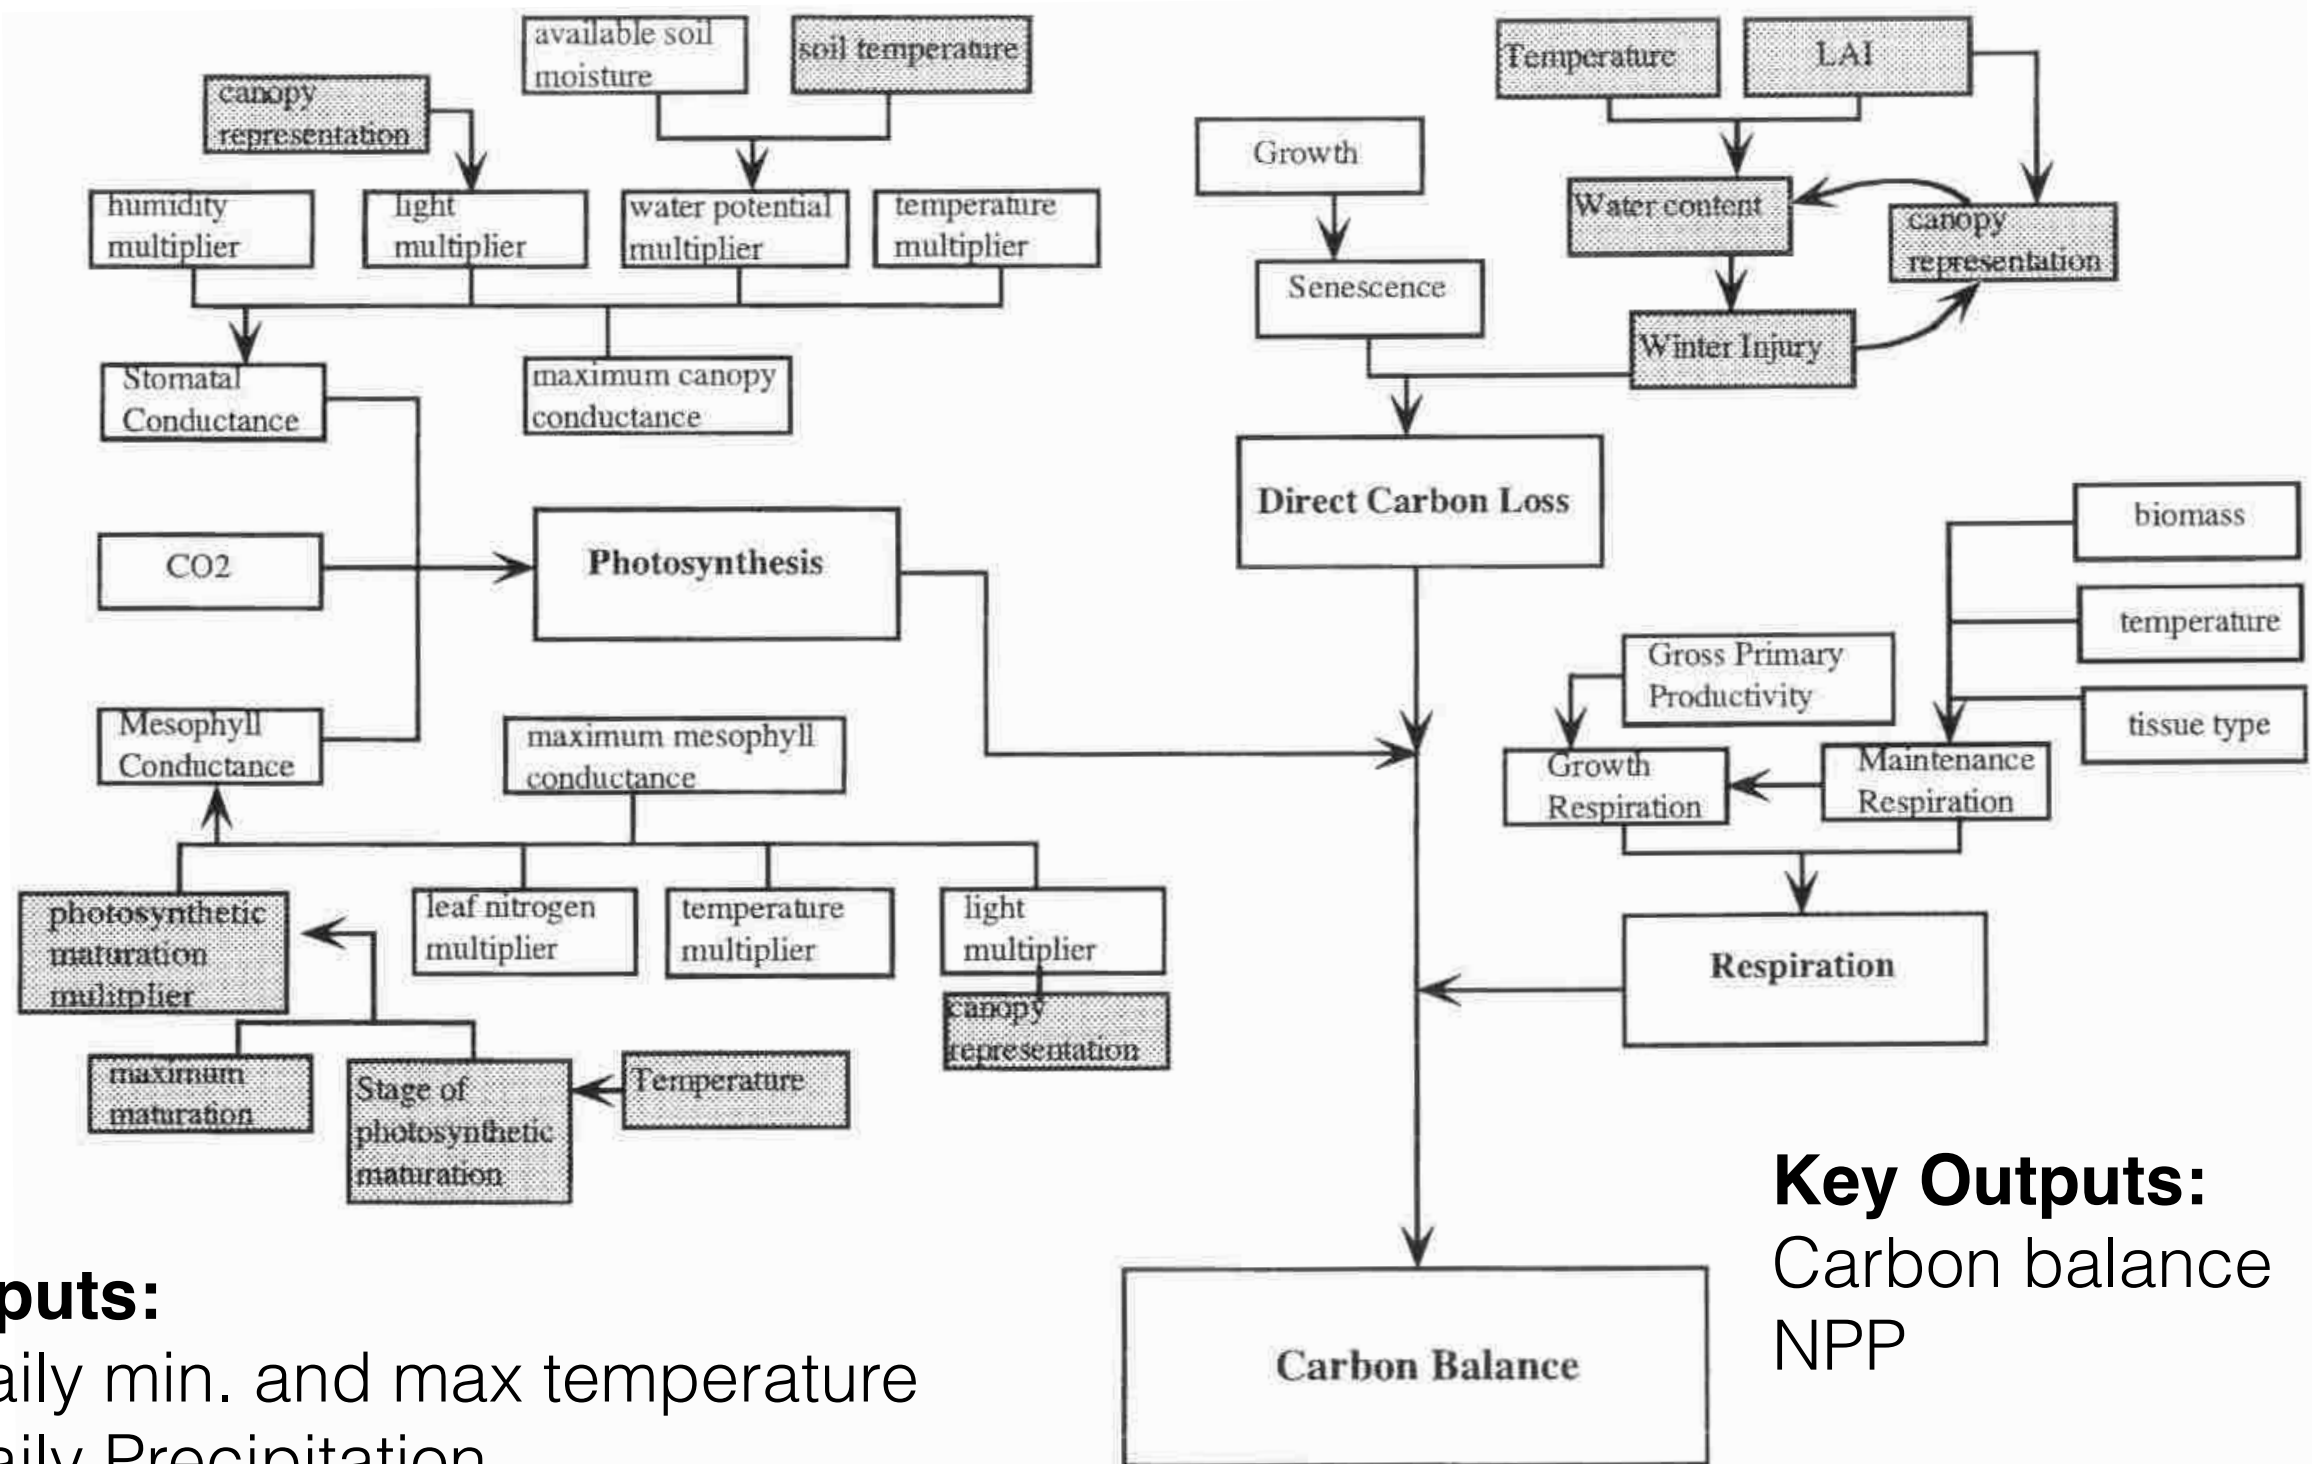 available soil
moisture
soil temperature
Temperature
LAI
canopy
representation
Growth
humidity
multiplier
light
multiplier
water potential
multiplier
temperature
multiplier
Water content
canopy
representation
Senescence
Winter Injury
Stomatal
Conductance
maximum canopy
conductance
Direct Carbon Loss
biomass
CO2
Photosynthesis
temperature
Gross Primary
Productivity
tissue type
Mesophyll
Conductance
maximum mesophyll
conductance
Growth
Respiration
Maintenance
Respiration
photosynthetic
maturation
mulitplier
leaf nitrogen
multiplier
temperature
multiplier
light
multiplier
canopy
representation
Respiration
maximum
maturation
Stage of
photosynthetic
maturation
Temperature
Key Outputs:
Carbon balance
NPP
puts:
aily min. and max temperature
aily Precipitation
Carbon Balance